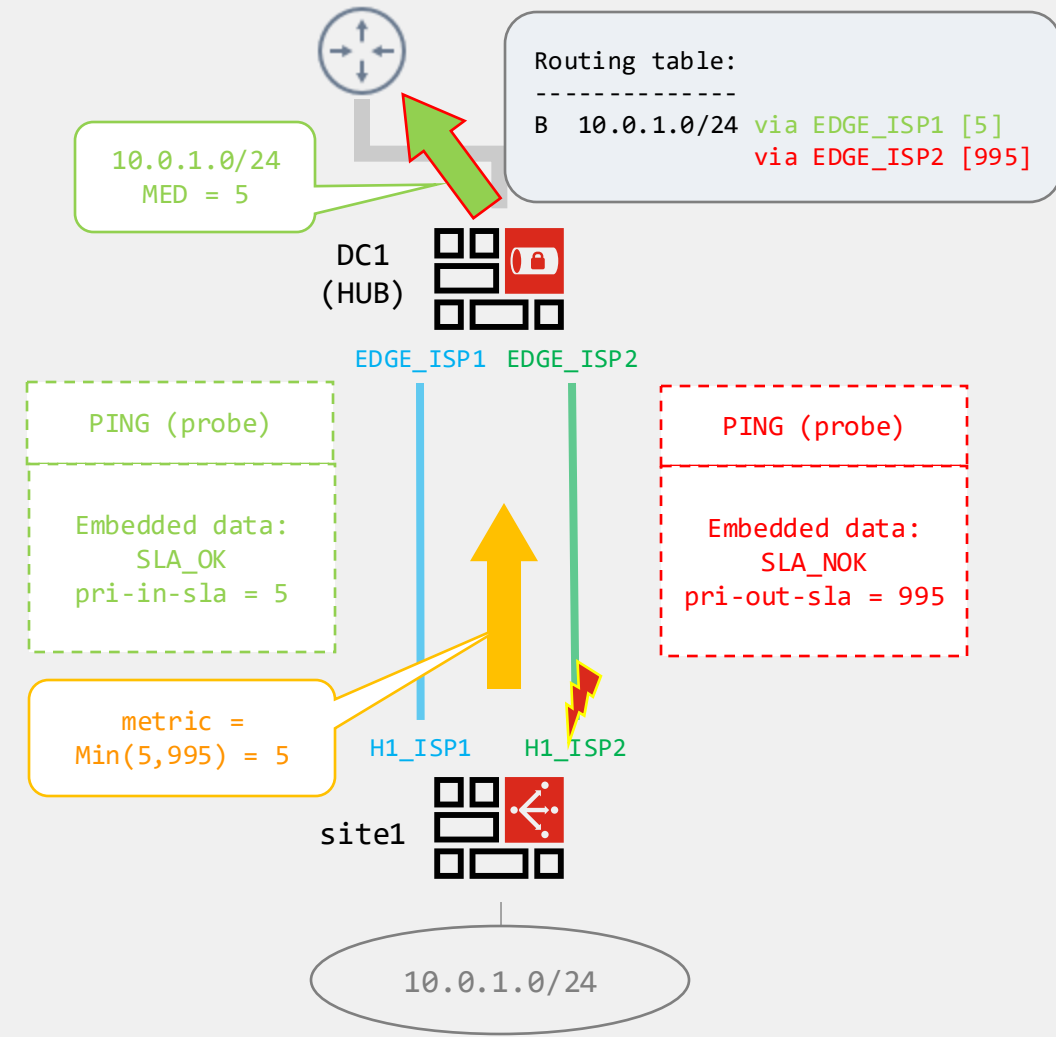 Routing table:
--------------
B  10.0.1.0/24 via EDGE_ISP1 [5]
via EDGE_ISP2 [995]
10.0.1.0/24
MED = 5
DC1
(HUB)
EDGE_ISP1
EDGE_ISP2
PING (probe)
Embedded data:
SLA_OK
pri-in-sla = 5
PING (probe)
Embedded data:
SLA_NOK
pri-out-sla = 995
metric =
Min(5,995) = 5
H1_ISP1
H1_ISP2
site1
10.0.1.0/24